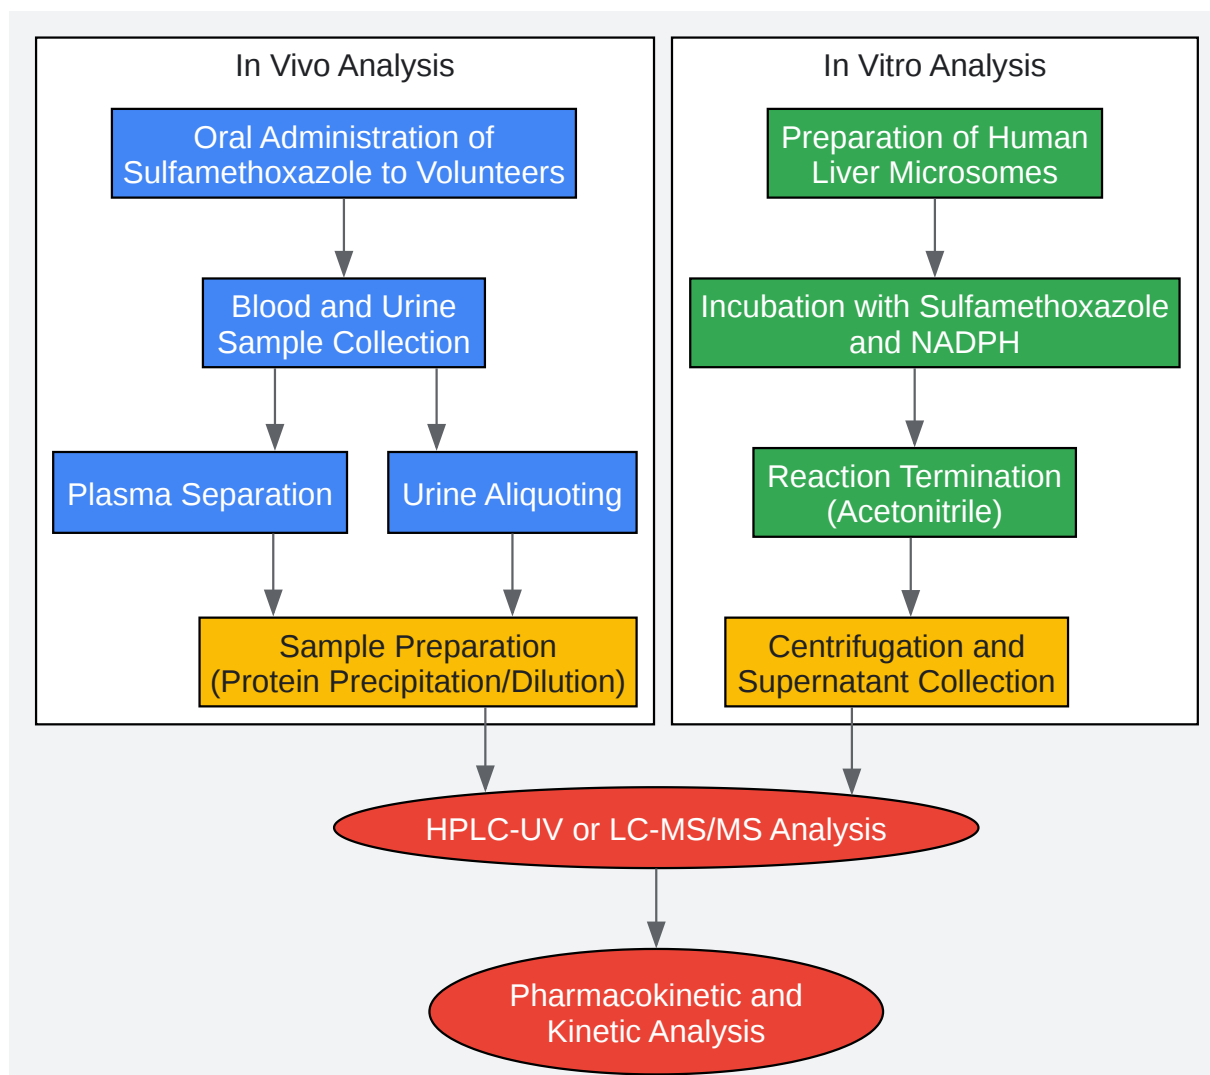 In Vivo Analysis
Oral Administration of
Sulfamethoxazole to Volunteers
Blood and Urine
Sample Collection
Plasma Separation
Urine Aliquoting
Sample Preparation
(Protein Precipitation/Dilution)
In Vitro Analysis
Preparation of Human
Liver Microsomes
Incubation with Sulfamethoxazole
and NADPH
Reaction Termination
(Acetonitrile)
Centrifugation and
Supernatant Collection
HPLC-UV or LC-MS/MS Analysis
Pharmacokinetic and
Kinetic Analysis